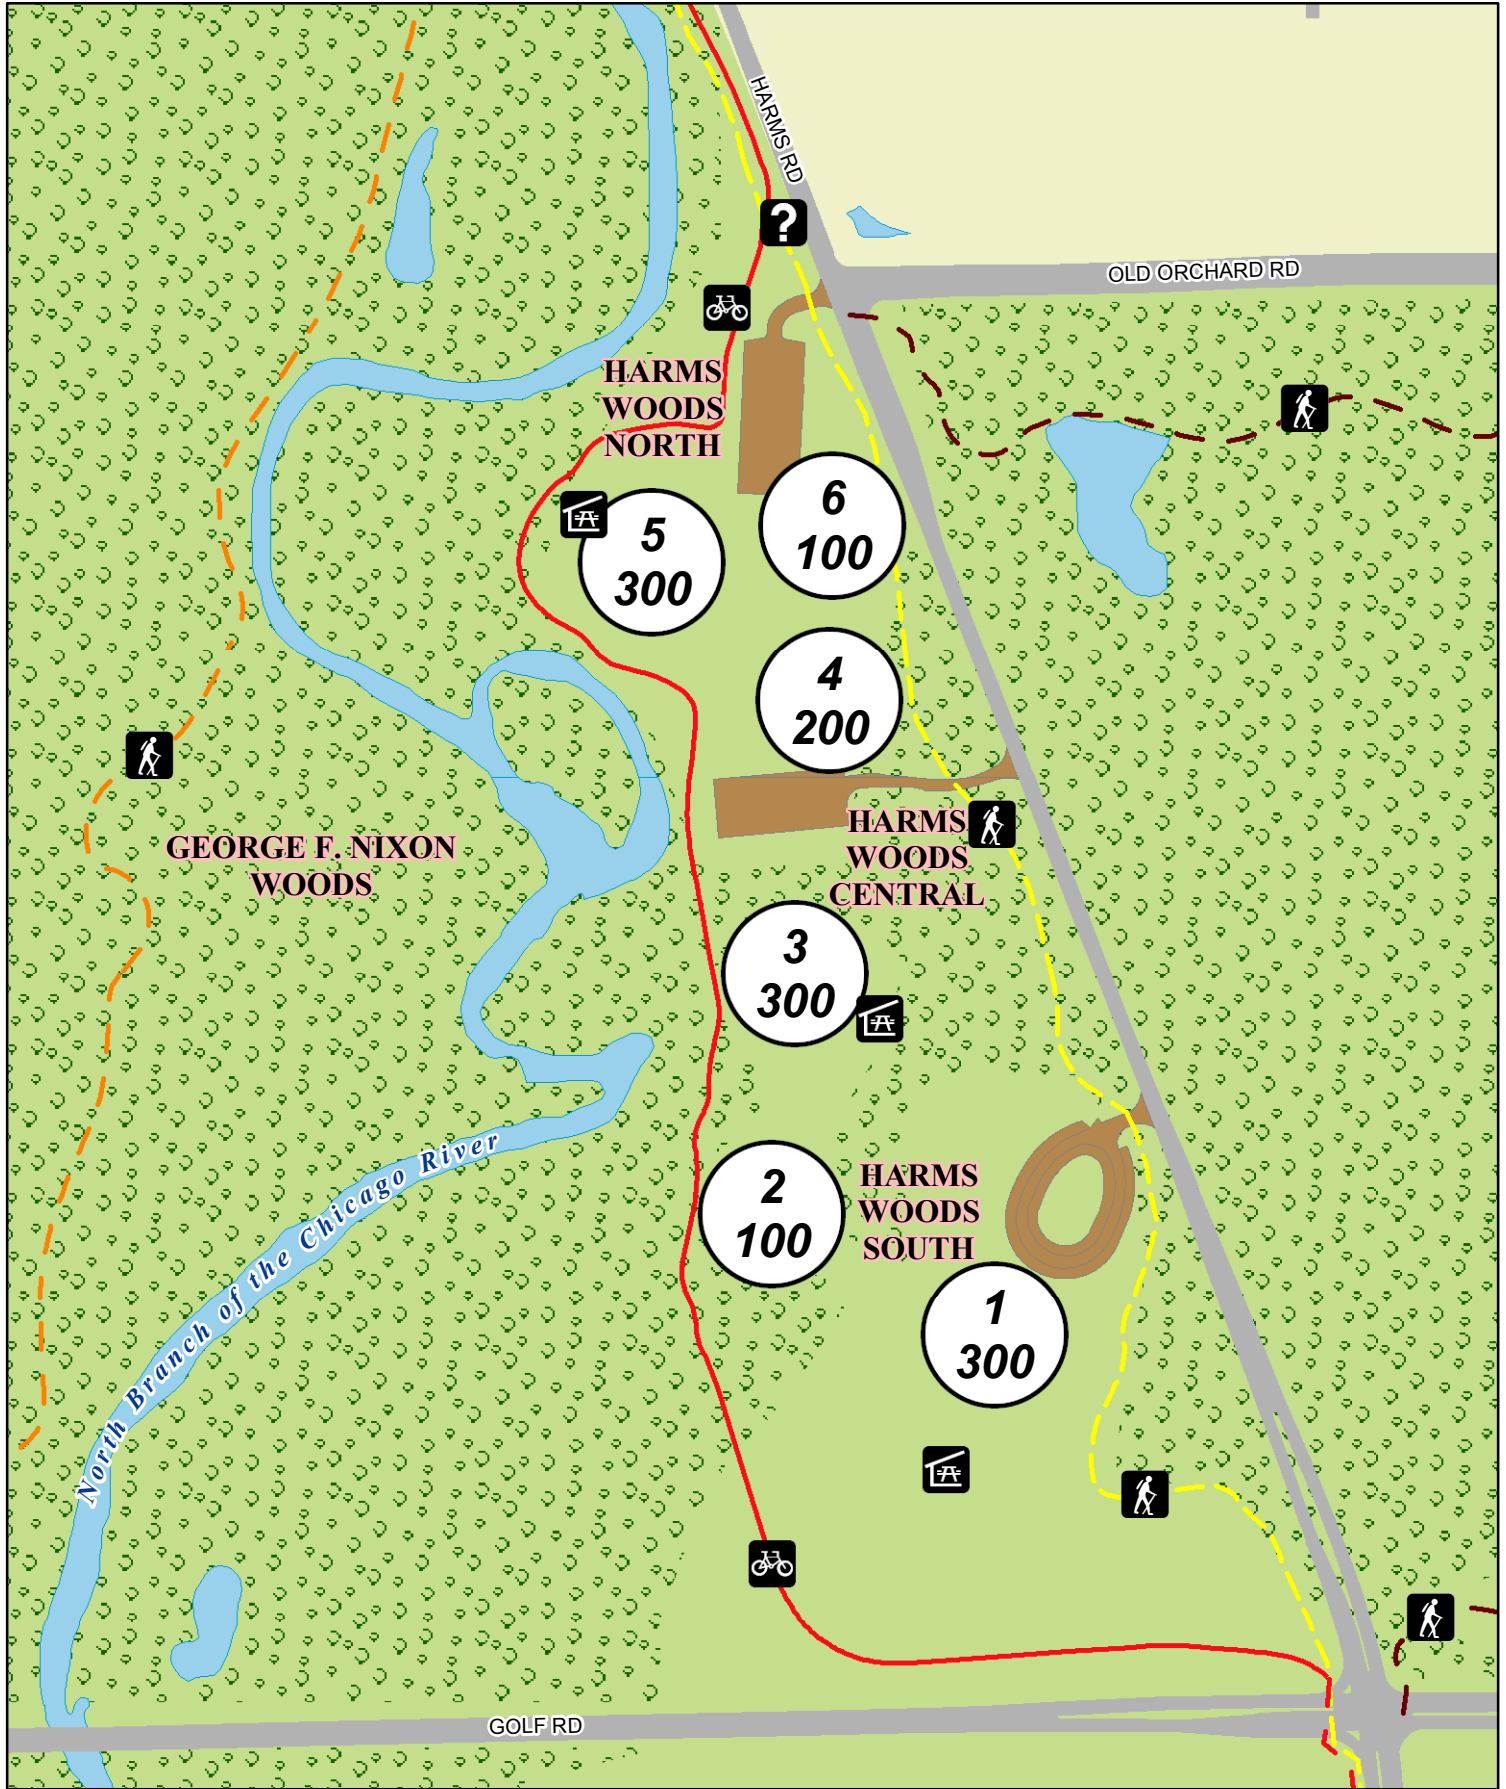 HARMS RD
?
OLD ORCHARD RD
HARMS
WOODS
NORTH
6
100
5
300
4
200
HARMS
WOODS
CENTRAL
GEORGE F. NIXON
WOODS
3
300
North Branch of the Chicago River
2
100
HARMS
WOODS
SOUTH
1
300
GOLF RD